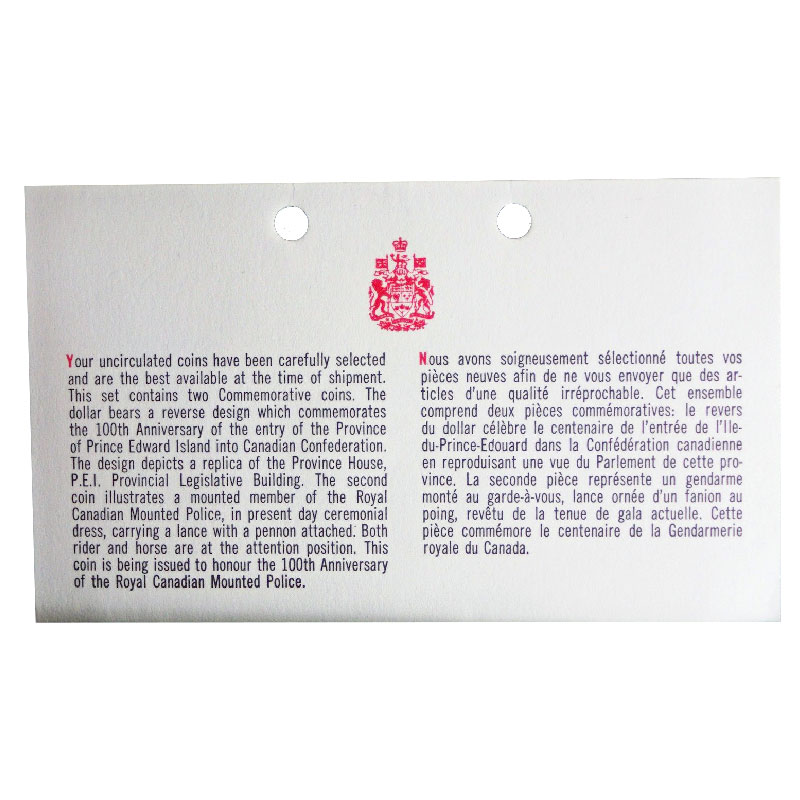 Your uncirculated coins have been carefully selected
and are the best available at the time of shipment.
This set contains two Commemorative coins. The
dollar bears a reverse design which commemorates
the 100th Anniversary of the entry of the Province
of Prince Edward Island into Canadian Confederation.
The design depicts a replica of the Province House,
P.E.I. Provincial Legislative Building. The second
coin illustrates a mounted member of the Royal
Canadian Mounted Police, in present day ceremonial
dress, carrying a lance with a pennon attached. Both
rider and horse are at the attention position. This
coin is being issued to honour the 100th Anniversary
of the Royal Canadian Mounted Police.
Nous avons soigneusement sélectionné toutes vos
pièces neuves afin de ne vous envoyer que des ar-
ticles d'une qualité irréprochable. Cet ensemble
comprend deux pièces commémoratives: le revers
du dollar célèbre le centenaire de l'entrée de l'Ile-
du-Prince-Edouard dans la Confédération canadienne
en reproduisant une vue du Parlement de cette pro-
vince. La seconde pièce représente un gendarme
monté au garde-à-vous, lance ornée d'un fanion au
poing, revêtu de la tenue de gala actuelle. Cette
pièce commémore le centenaire de la Gendarmerie
royale du Canada.